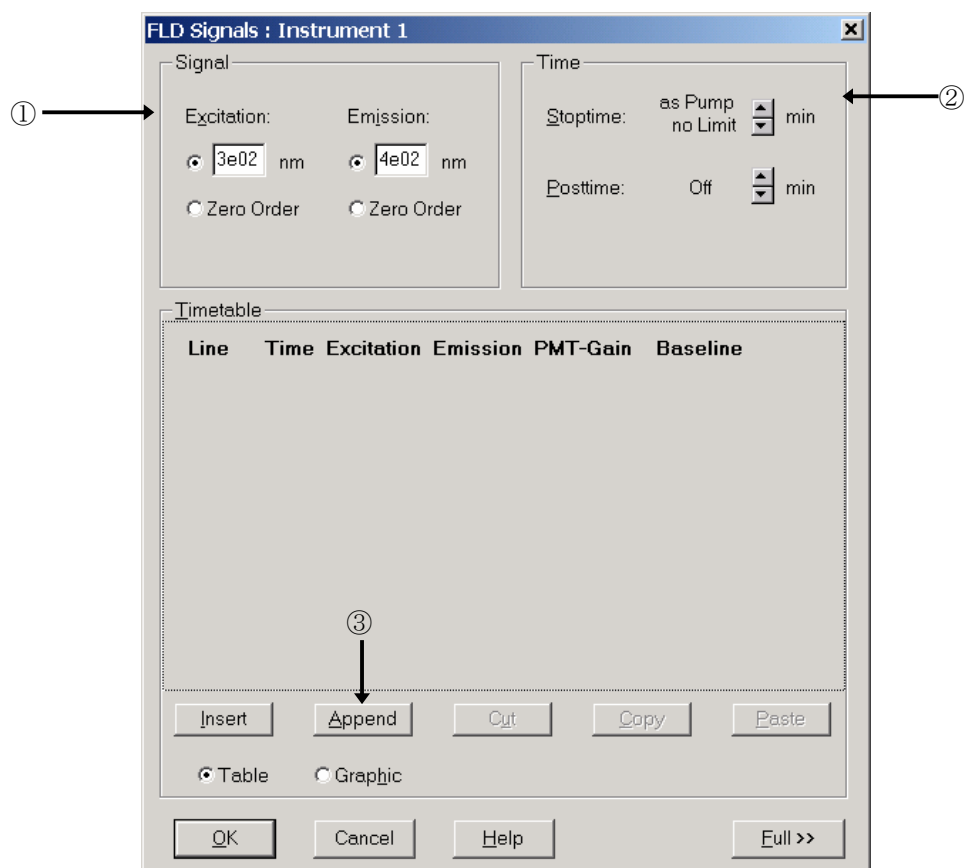 FLD Signals : Instrument 1
Signal
①
Excitation:
Emission:
3e02 nm
4e02 nm
Zero Order
Zero Order
Time
②
Stoptime:
as Pump
no Limit
min
Posttime:
Off
min
Timetable
Line Time Excitation Emission PMT-Gain Baseline
③
Insert Append Cut Copy Paste
Table Graphic
OK Cancel Help Full >>